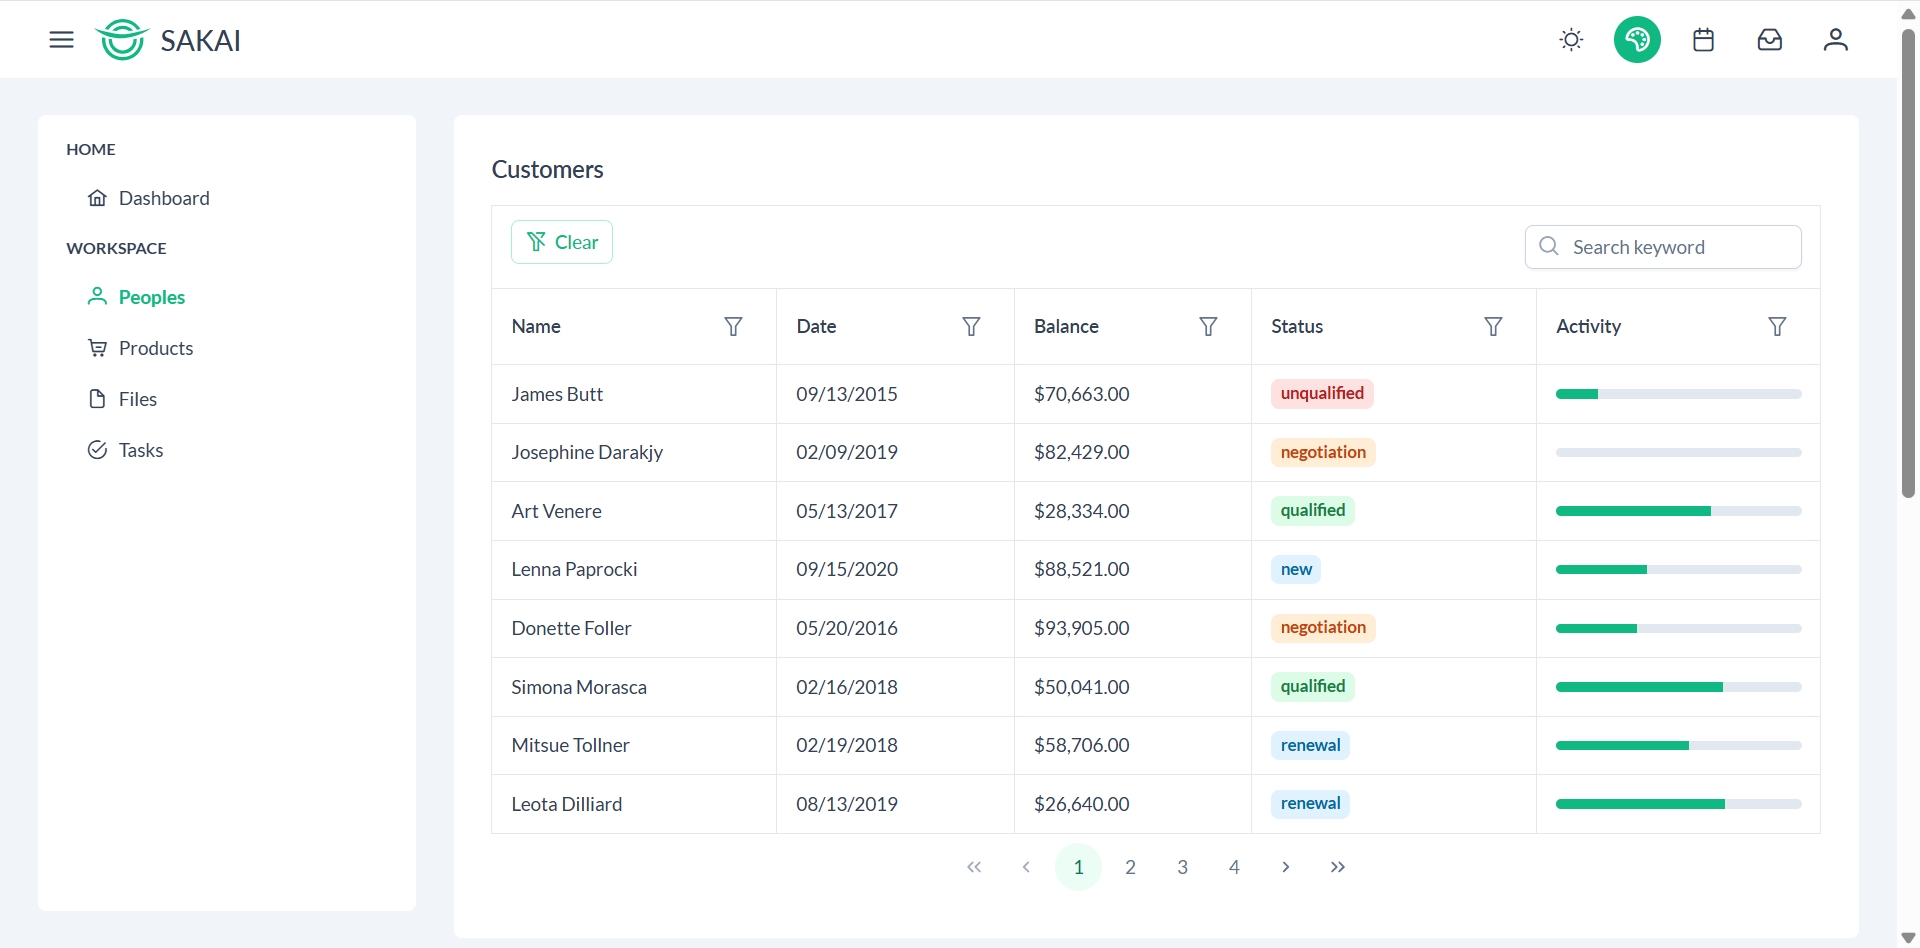 SAKAI
HOME
Dashboard
WORKSPACE
Peoples
Products
Files
Tasks
Customers
Clear
Search keyword
Name Date Balance Status Activity
James Butt 09/13/2015 $70,663.00 unqualified
Josephine Darakjy 02/09/2019 $82,429.00 negotiation
Art Venere 05/13/2017 $28,334.00 qualified
Lenna Paprocki 09/15/2020 $88,521.00 new
Donette Foller 05/20/2016 $93,905.00 negotiation
Simona Morasca 02/16/2018 $50,041.00 qualified
Mitsue Tollner 02/19/2018 $58,706.00 renewal
Leota Dilliard 08/13/2019 $26,640.00 renewal
1 2 3 4